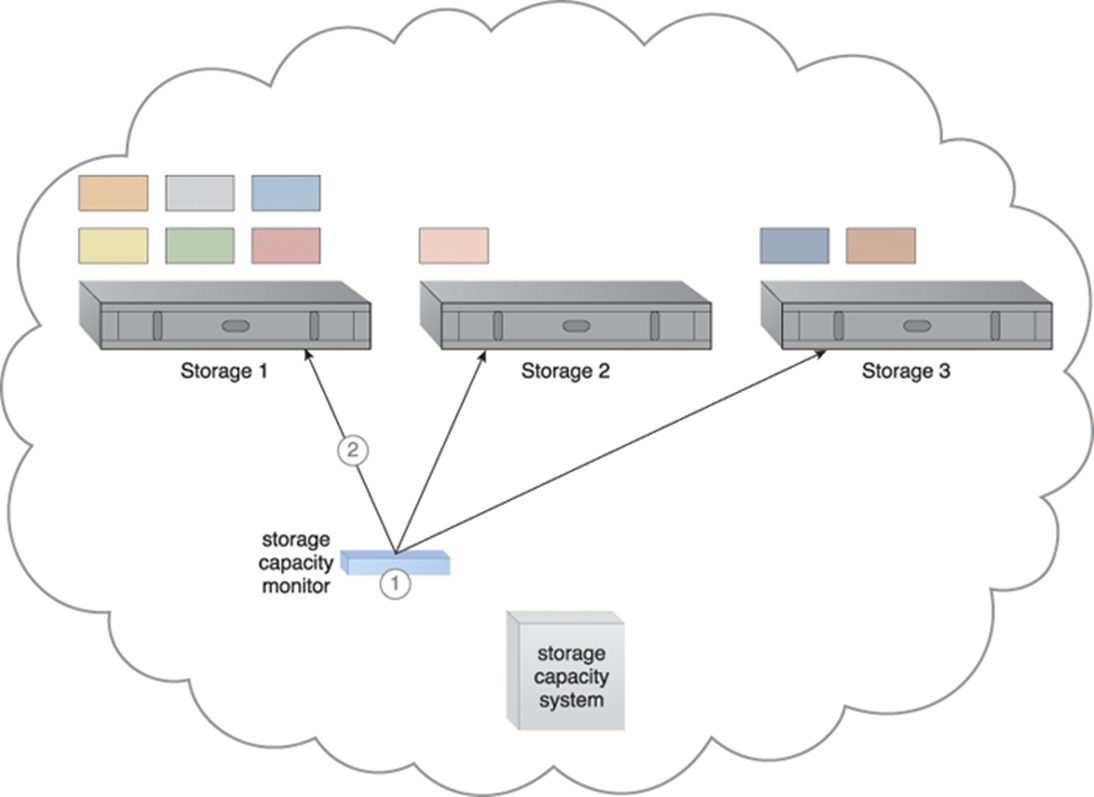 Storage 1
Storage 2
Storage 3
2
storage
capacity
monitor
1
storage
capacity
system